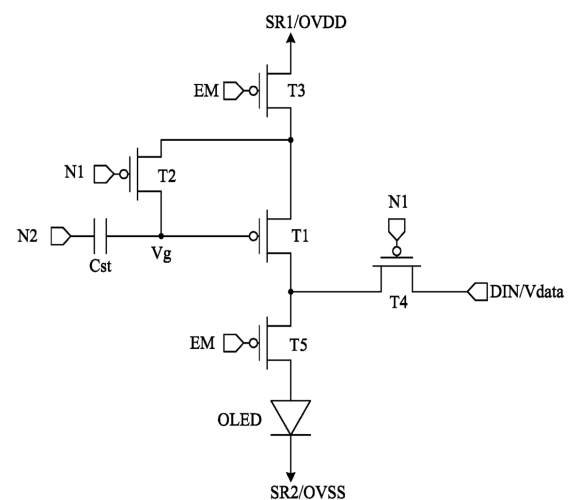 SR1/OVDD
EM
T3
N1
T2
N1
N2
Cst
Vg
T1
DIN/Vdata
T4
EM
T5
OLED
SR2/OVSS